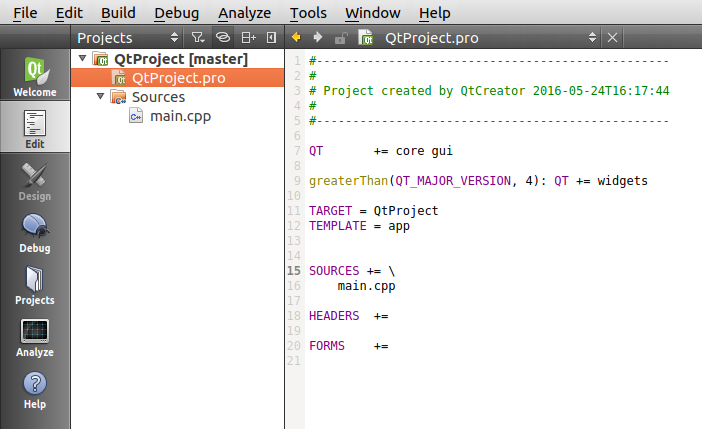 File Edit Build Debug Analyze Tools Window Help
Projects
QtProject.pro
Welcome
Edit
Design
Debug
Projects
Analyze
Help
QtProject [master]
QtProject.pro
Sources
main.cpp
1 #-------------------------------------------------
2 #
3 # Project created by QtCreator 2016-05-24T16:17:44
4 #
5 #-------------------------------------------------
6
7 QT       += core gui
8
9 greaterThan(QT_MAJOR_VERSION, 4): QT += widgets
10
11 TARGET = QtProject
12 TEMPLATE = app
13
14
15 SOURCES += \
16     main.cpp
17
18 HEADERS  +=
19
20 FORMS    +=
21